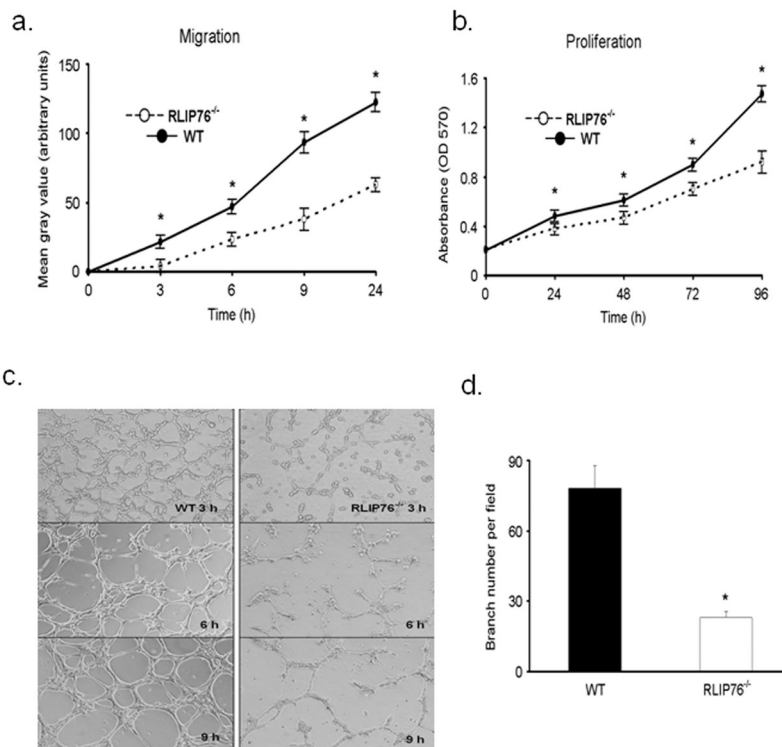 a.
Migration
Mean gray value (arbitrary units)
150
100
50
0
RLIP76-/-
WT
*
*
*
*
0 3 6 9 24
Time (h)
b.
Proliferation
Absorbance (OD 570)
1.6
1.2
0.8
0.4
0
RLIP76-/-
WT
*
*
*
*
0 24 48 72 96
Time (h)
c.
WT 3 h
RLIP76-/- 3 h
6 h
6 h
9 h
9 h
d.
Branch number per field
90
60
30
0
*
WT RLIP76-/-